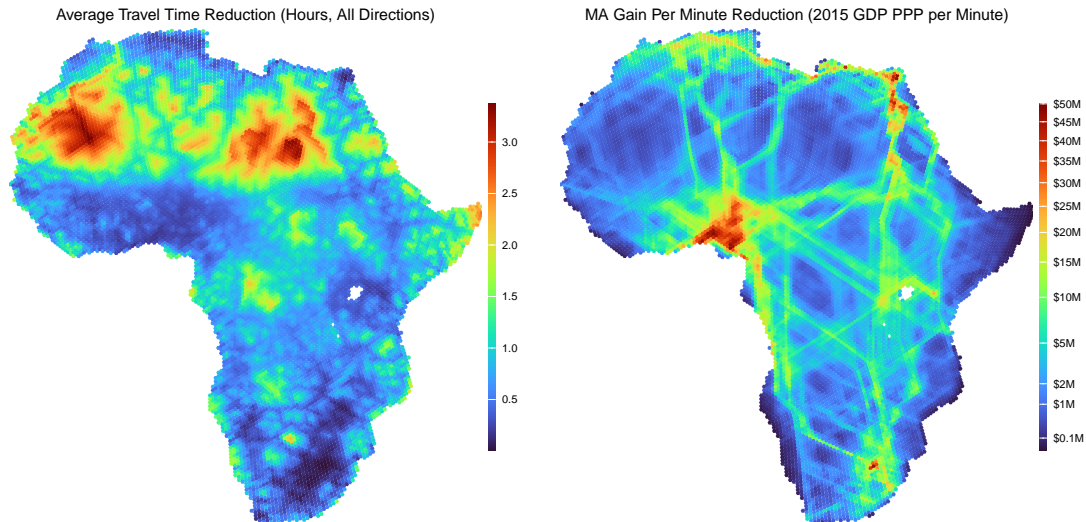 Average Travel Time Reduction (Hours, All Directions)
3.0
2.5
2.0
1.5
1.0
0.5
MA Gain Per Minute Reduction (2015 GDP PPP per Minute)
$50M
$45M
$40M
$35M
$30M
$25M
$20M
$15M
$10M
$5M
$2M
$1M
$0.1M